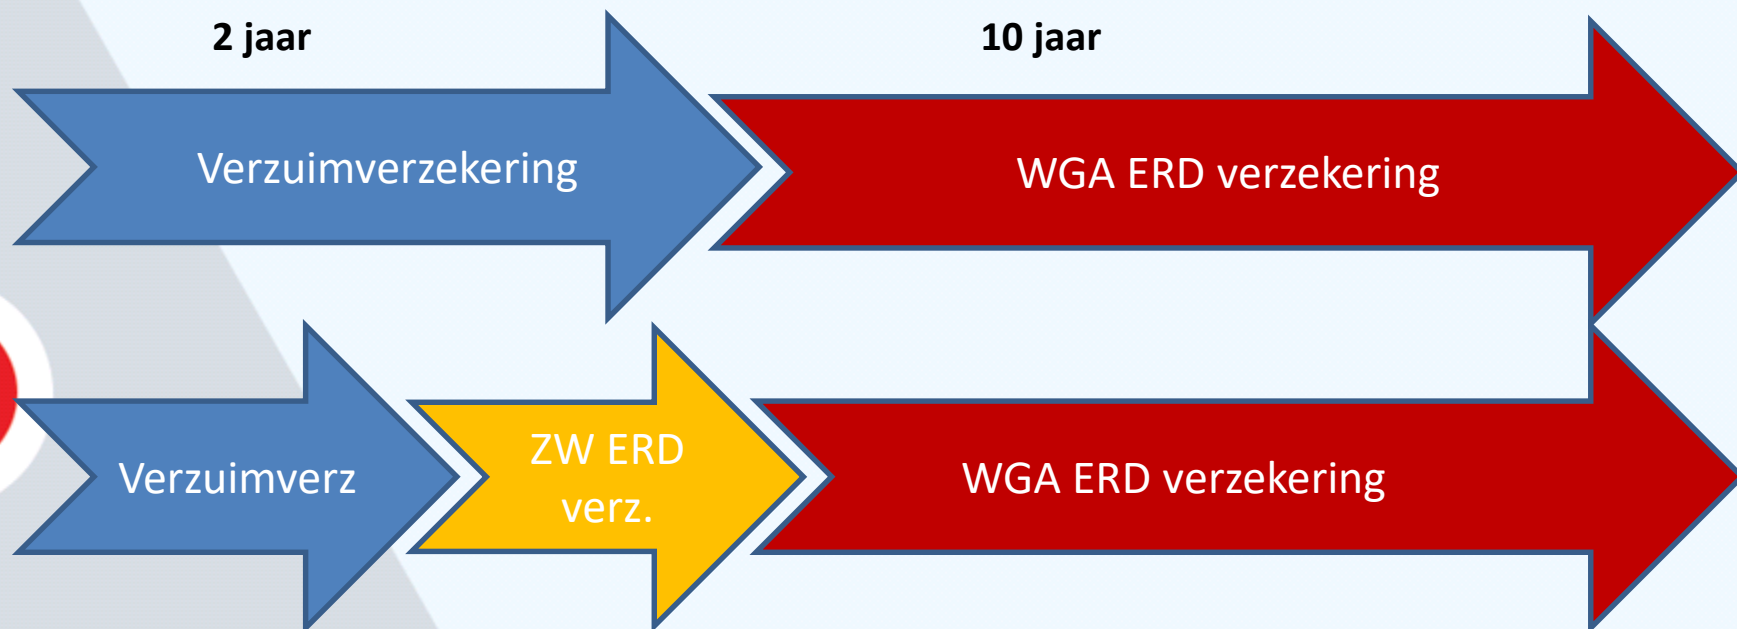 2 jaar
10 jaar
Verzuimverzekering
WGA ERD verzekering
Verzuimverz
ZW ERD
verz.
WGA ERD verzekering